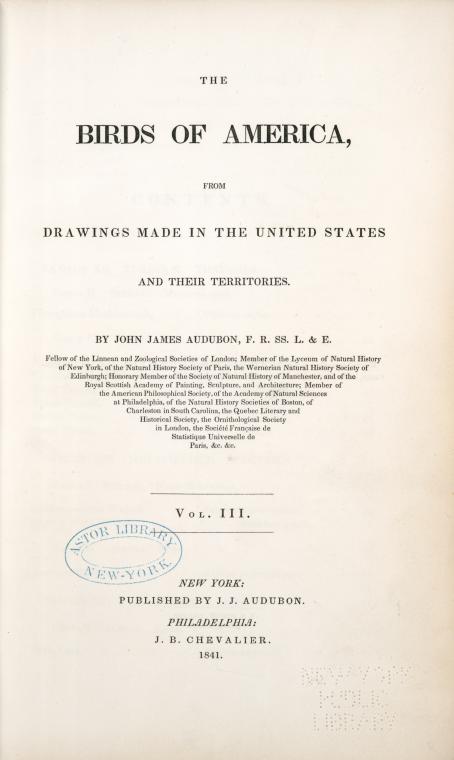 THE
BIRDS OF AMERICA,
FROM
DRAWINGS MADE IN THE UNITED STATES
AND THEIR TERRITORIES.
BY JOHN JAMES AUDUBON, F. R. SS. L. & E.
Fellow of the Linnean and Zoological Societies of London; Member of the Lyceum of Natural History
of New York, of the Natural History Society of Paris, the Wernerian Natural History Society of
Edinburgh; Honorary Member of the Society of Natural History of Manchester, and of the
Royal Scottish Academy of Painting, Sculpture, and Architecture; Member of
the American Philosophical Society, of the Academy of Natural Sciences
at Philadelphia, of the Natural History Societies of Boston, of
Charleston in South Carolina, the Quebec Literary and
Historical Society, the Ornithological Society
in London, the Société Française de
Statistique Universelle de
Paris, &c. &c.
VOL. III.
ASTOR LIBRARY
NEW-YORK.
NEW YORK:
PUBLISHED BY J. J. AUDUBON.
PHILADELPHIA:
J. B. CHEVALIER.
1841.
NEW YORK
PUBLIC
LIBRARY